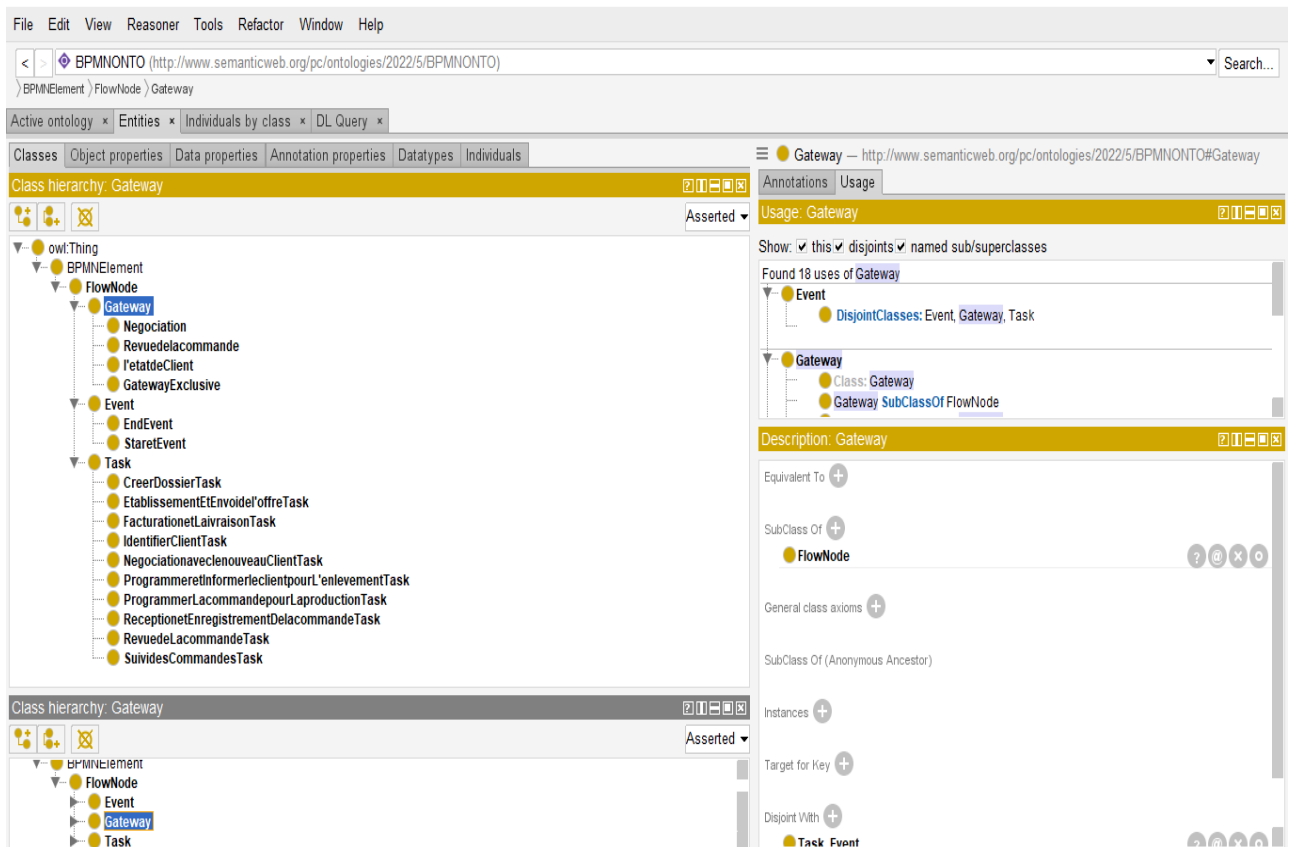 File Edit View Reasoner Tools Refactor Window Help
< > BPMNONTO (http://www.semanticweb.org/pc/ontologies/2022/5/BPMNONTO) Search...
BPMNElement FlowNode Gateway
Active ontology × Entities × Individuals by class × DL Query ×
Classes Object properties Data properties Annotation properties Datatypes Individuals
Class hierarchy: Gateway
Asserted
owl:Thing
BPMNElement
FlowNode
Gateway
Negociation
Revuedelacommande
l'etatdeClient
GatewayExclusive
Event
EndEvent
StaretEvent
Task
CreerDossierTask
EtablissementEtEnvoidel'offreTask
FacturationetLaivraisonTask
IdentifierClientTask
NegociationaveclenouveauClientTask
ProgrammeretInformerleclientpourL'enlevementTask
ProgrammerLacommandepourLaproductionTask
ReceptionetEnregistrementDelacommandeTask
RevuedeLacommandeTask
SuividesCommandesTask
Class hierarchy: Gateway
Asserted
BPMNElement
FlowNode
Event
Gateway
Task
Gateway — http://www.semanticweb.org/pc/ontologies/2022/5/BPMNONTO#Gateway
Annotations Usage
Usage: Gateway
Show: this disjoints named sub/superclasses
Found 18 uses of Gateway
Event
DisjointClasses: Event, Gateway, Task
Gateway
Class: Gateway
Gateway SubClassOf FlowNode
Description: Gateway
Equivalent To
SubClass Of
FlowNode
General class axioms
SubClass Of (Anonymous Ancestor)
Instances
Target for Key
Disjoint With
Task, Event